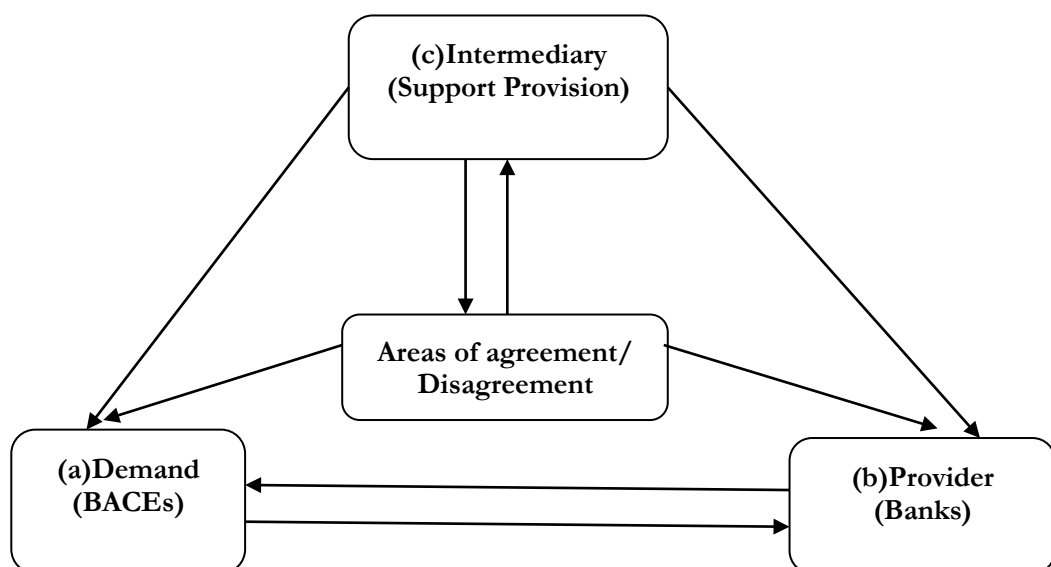 (c)Intermediary
(Support Provision)
Areas of agreement/
Disagreement
(a)Demand
(BACEs)
(b)Provider
(Banks)